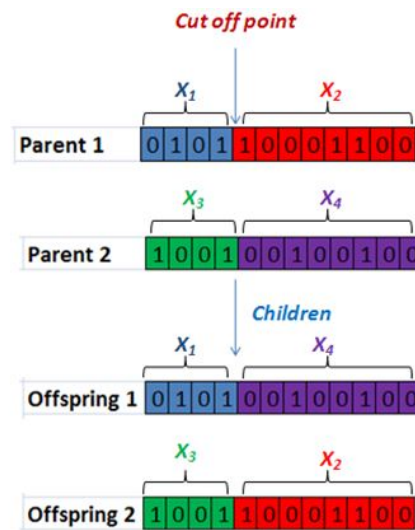 Cut off point
X1 X2
Parent 1 0 1 0 1 1 0 0 0 1 1 0 0
X3 X4
Parent 2 1 0 0 1 0 0 1 0 0 1 0 0
Children
X1 X4
Offspring 1 0 1 0 1 0 0 1 0 0 1 0 0
X3 X2
Offspring 2 1 0 0 1 1 0 0 0 1 1 0 0